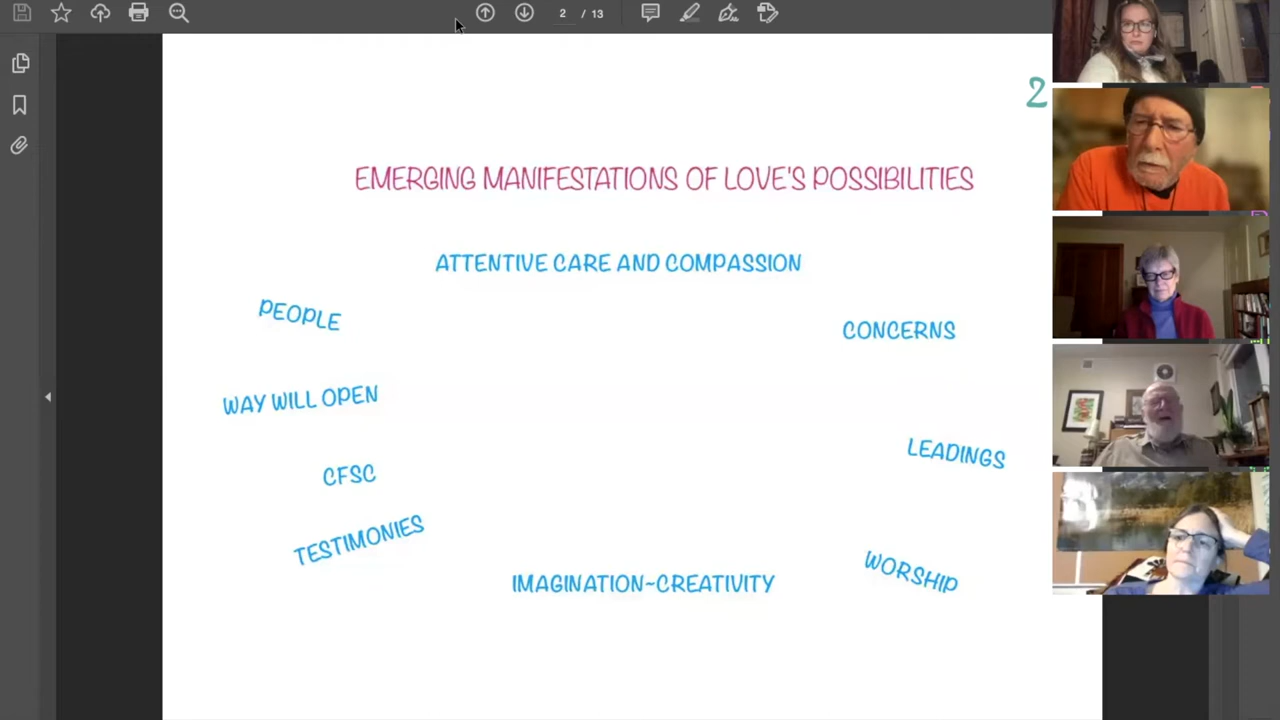 2 / 13
2
EMERGING MANIFESTATIONS OF LOVE'S POSSIBILITIES
ATTENTIVE CARE AND COMPASSION
PEOPLE
CONCERNS
WAY WILL OPEN
LEADINGS
CFSC
TESTIMONIES
IMAGINATION~CREATIVITY
WORSHIP